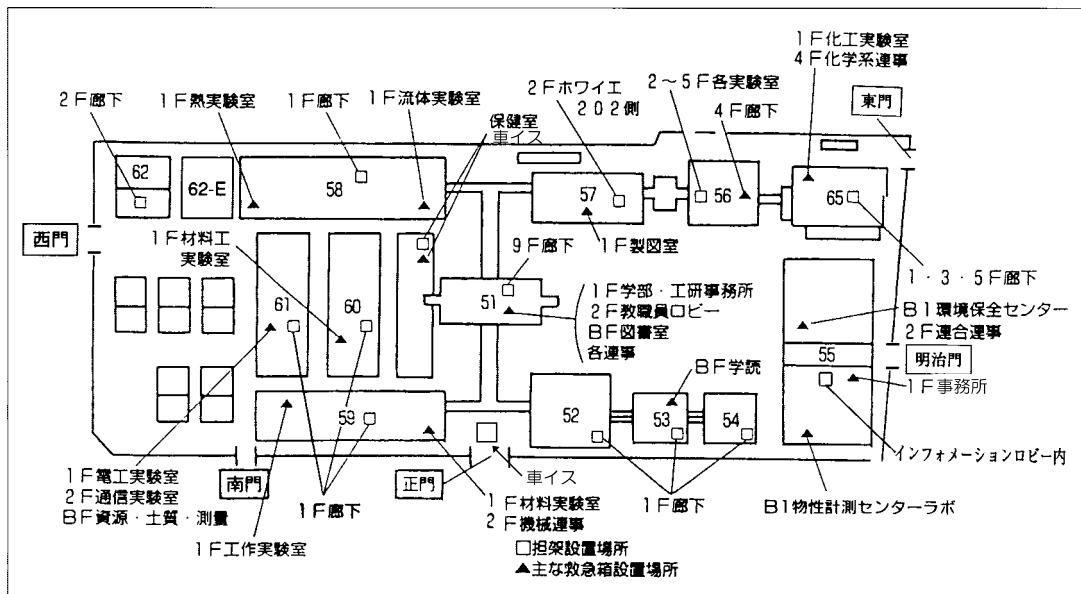 1F化工実験室
4F化学系連事
2F廊下
1F熱実験室
1F廊下
1F流体実験室
保健室
車イス
2Fホワイエ
202側
2〜5F各実験室
4F廊下
東門
62
62-E
58
57
56
65
西門
1F材料工
実験室
1F製図室
9F廊下
1・3・5F廊下
61
60
51
1F学部・工研事務所
2F教職員ロビー
BF図書室
各連事
B1環境保全センター
2F連合連事
55
明治門
1F事務所
BF学読
59
52
53
54
インフォメーションロビー内
1F電工実験室
2F通信実験室
BF資源・土質・測量
南門
1F廊下
正門
車イス
1F材料実験室
2F機械連事
1F廊下
B1物性計測センターラボ
1F工作実験室
□担架設置場所
▲主な救急箱設置場所